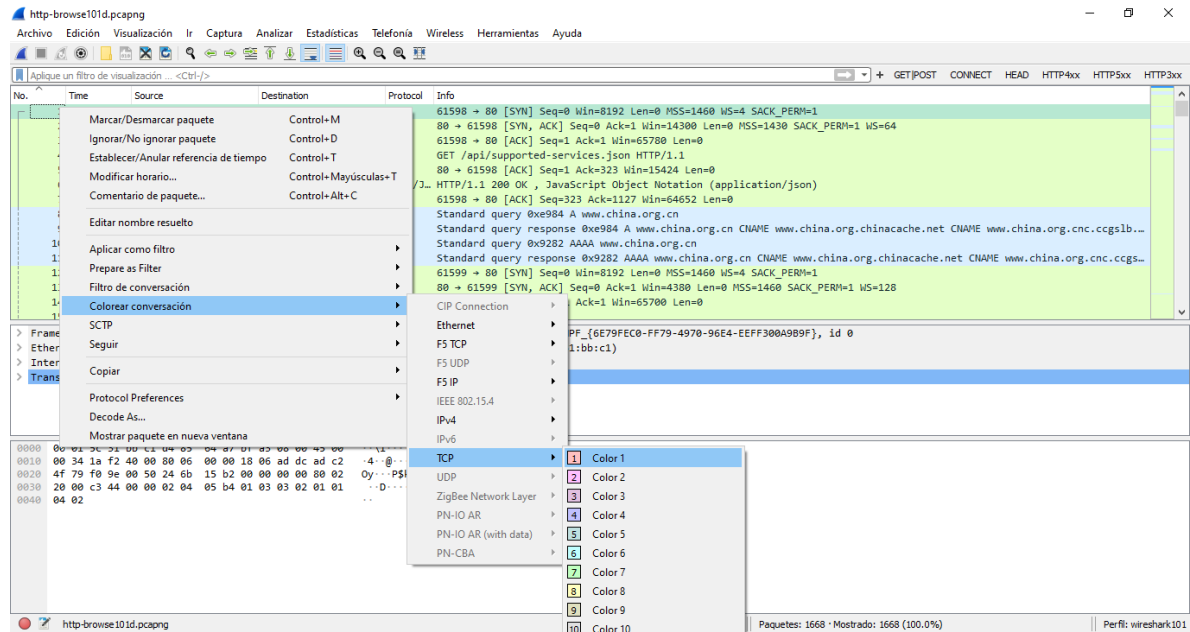 http-browse101d.pcapng
Archivo Edición Visualización Ir Captura Analizar Estadísticas Telefonía Wireless Herramientas Ayuda
Aplique un filtro de visualización ... <Ctrl-/>
+ GET|POST CONNECT HEAD HTTP4xx HTTP5xx HTTP3xx
No. Time Source Destination Protocol Info
61598 → 80 [SYN] Seq=0 Win=8192 Len=0 MSS=1460 WS=4 SACK_PERM=1
80 → 61598 [SYN, ACK] Seq=0 Ack=1 Win=14300 Len=0 MSS=1430 SACK_PERM=1 WS=64
61598 → 80 [ACK] Seq=1 Ack=1 Win=65780 Len=0
GET /api/supported-services.json HTTP/1.1
80 → 61598 [ACK] Seq=1 Ack=323 Win=15424 Len=0
/J… HTTP/1.1 200 OK , JavaScript Object Notation (application/json)
61598 → 80 [ACK] Seq=323 Ack=1127 Win=64652 Len=0
Standard query 0xe984 A www.china.org.cn
Standard query response 0xe984 A www.china.org.cn CNAME www.china.org.chinacache.net CNAME www.china.org.cnc.ccgslb.…
Standard query 0x9282 AAAA www.china.org.cn
Standard query response 0x9282 AAAA www.china.org.cn CNAME www.china.org.chinacache.net CNAME www.china.org.cnc.ccgs…
61599 → 80 [SYN] Seq=0 Win=8192 Len=0 MSS=1460 WS=4 SACK_PERM=1
80 → 61599 [SYN, ACK] Seq=0 Ack=1 Win=4380 Len=0 MSS=1460 SACK_PERM=1 WS=128
Ack=1 Win=65700 Len=0
Marcar/Desmarcar paquete Control+M
Ignorar/No ignorar paquete Control+D
Establecer/Anular referencia de tiempo Control+T
Modificar horario... Control+Mayúsculas+T
Comentario de paquete... Control+Alt+C
Editar nombre resuelto
Aplicar como filtro
Prepare as Filter
Filtro de conversación
Colorear conversación
SCTP
Seguir
Copiar
Protocol Preferences
Decode As...
Mostrar paquete en nueva ventana
CIP Connection
Ethernet
F5 TCP
F5 UDP
F5 IP
IEEE 802.15.4
IPv4
IPv6
TCP
UDP
ZigBee Network Layer
PN-IO AR
PN-IO AR (with data)
PN-CBA
1 Color 1
2 Color 2
3 Color 3
4 Color 4
5 Color 5
6 Color 6
7 Color 7
8 Color 8
9 Color 9
10 Color 10
Frame
PF_{6E79FEC0-FF79-4970-96E4-EEFF300A9B9F}, id 0
Ether
1:bb:c1)
Inter
Trans
0000
0010 00 34 1a f2 40 00 80 06 00 00 18 06 ad dc ad c2 ·4··@···
0020 4f 79 f0 9e 00 50 24 6b 15 b2 00 00 00 00 80 02 Oy···P$k
0030 20 00 c3 44 00 00 02 04 05 b4 01 03 03 02 01 01 ··D····
0040 04 02 ··
http-browse101d.pcapng
Paquetes: 1668 · Mostrado: 1668 (100.0%)
Perfil: wireshark101